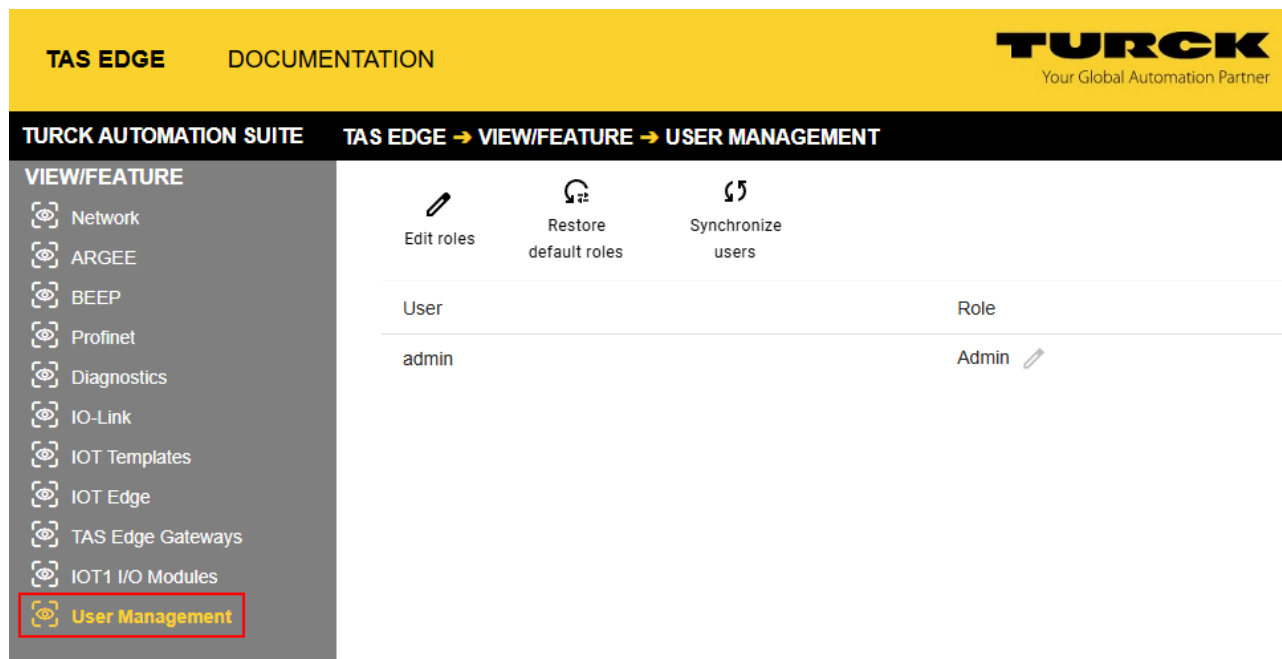 TAS EDGE DOCUMENTATION
TURCK
Your Global Automation Partner
TURCK AUTOMATION SUITE TAS EDGE ➔ VIEW/FEATURE ➔ USER MANAGEMENT
VIEW/FEATURE
Network
ARGEE
BEEP
Profinet
Diagnostics
IO-Link
IOT Templates
IOT Edge
TAS Edge Gateways
IOT1 I/O Modules
User Management
Edit roles
Restore
default roles
Synchronize
users
User Role
admin Admin